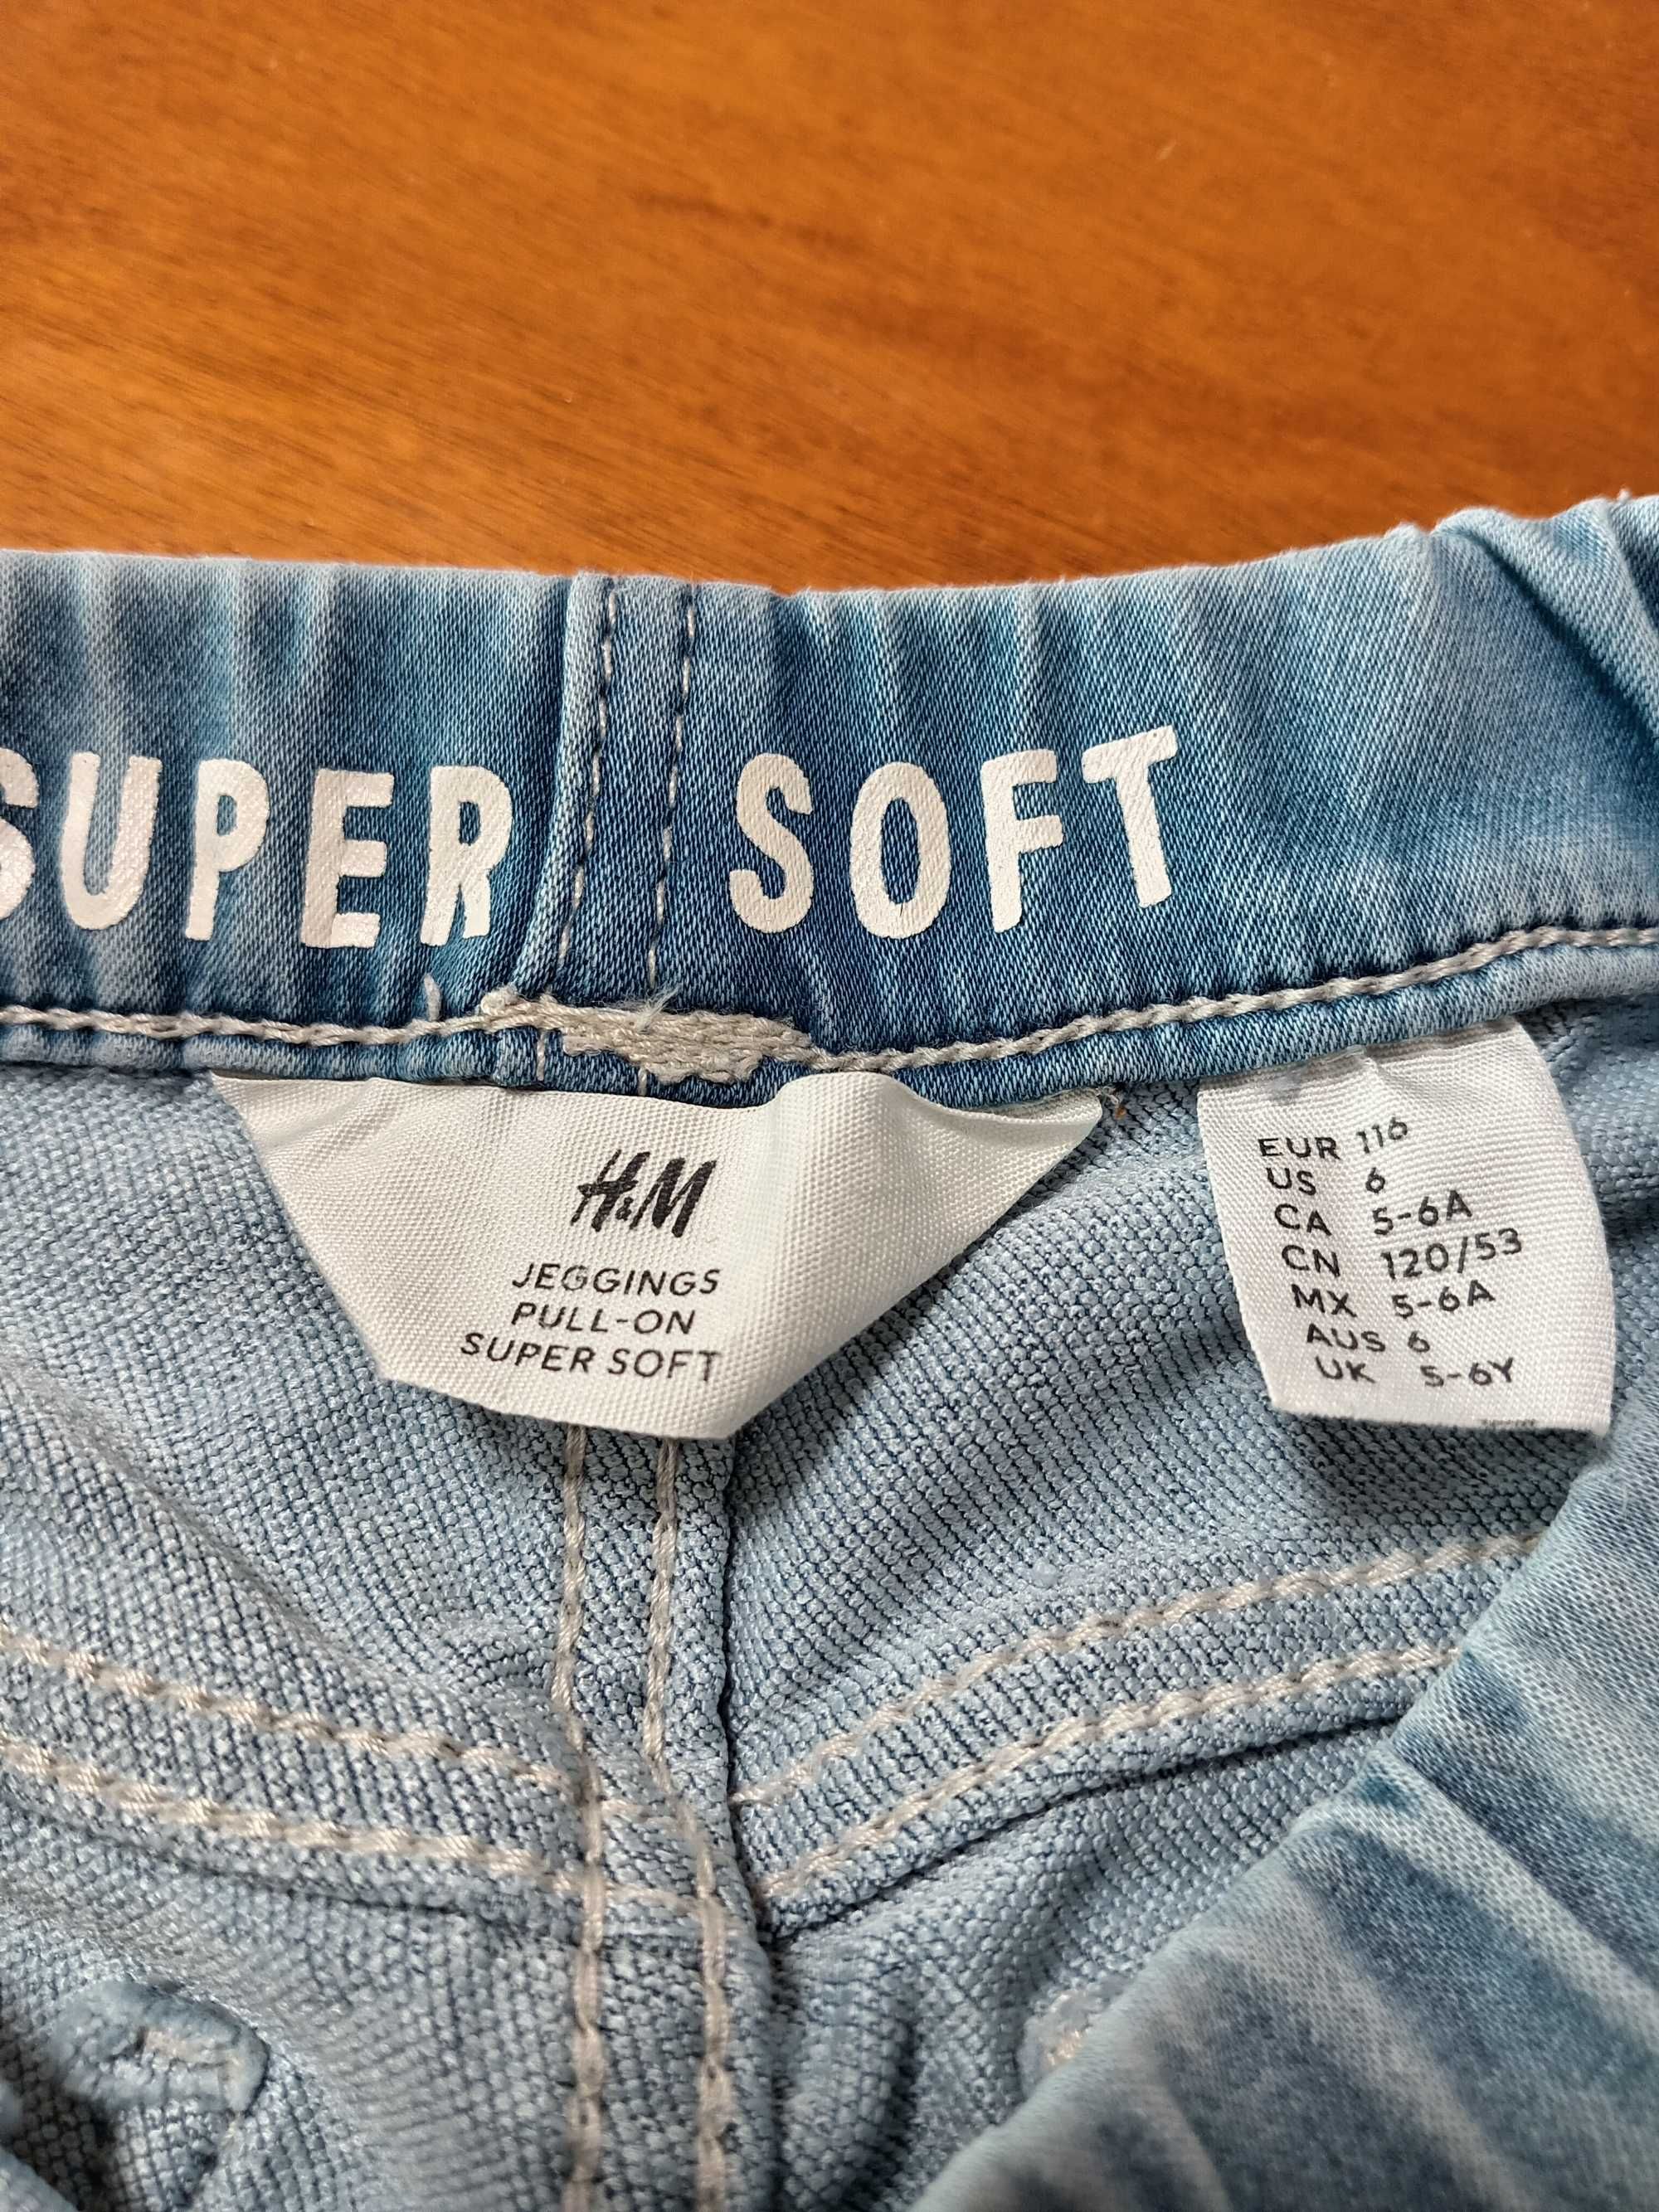 SUPER SOFT
H&M
JEGGINGS
PULL-ON
SUPER SOFT
EUR 116
US 6
CA 5-6A
CN 120/53
MX 5-6A
AUS 6
UK 5-6Y